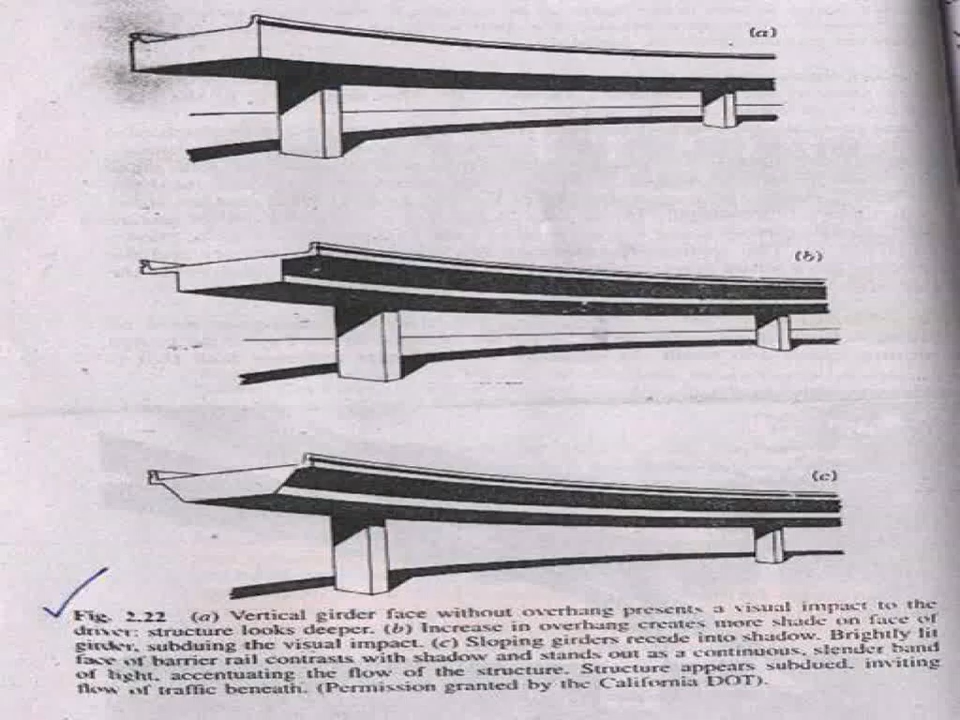 (a)
(b)
(c)
Fig. 2.22 (a) Vertical girder face without overhang presents a visual impact to the
driver: structure looks deeper. (b) Increase in overhang creates more shade on face of
girder, subduing the visual impact. (c) Sloping girders recede into shadow. Brightly lit
face of barrier rail contrasts with shadow and stands out as a continuous, slender band
of light, accentuating the flow of the structure. Structure appears subdued, inviting
flow of traffic beneath. (Permission granted by the California DOT).